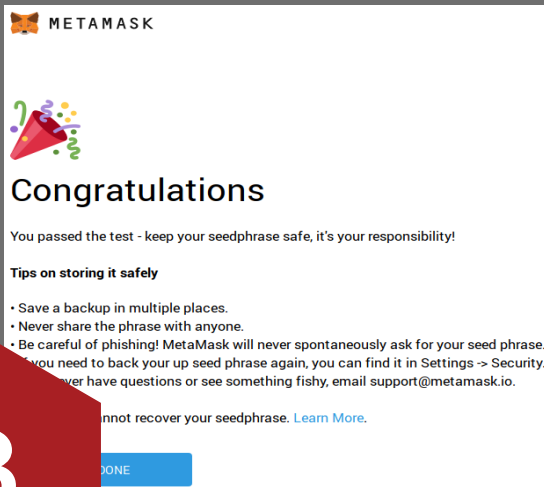 METAMASK
Congratulations
You passed the test - keep your seedphrase safe, it's your responsibility!
Tips on storing it safely
• Save a backup in multiple places.
• Never share the phrase with anyone.
• Be careful of phishing! MetaMask will never spontaneously ask for your seed phrase.
you need to back your up seed phrase again, you can find it in Settings -> Security.
ever have questions or see something fishy, email support@metamask.io.
recover your seedphrase. Learn More.
DONE